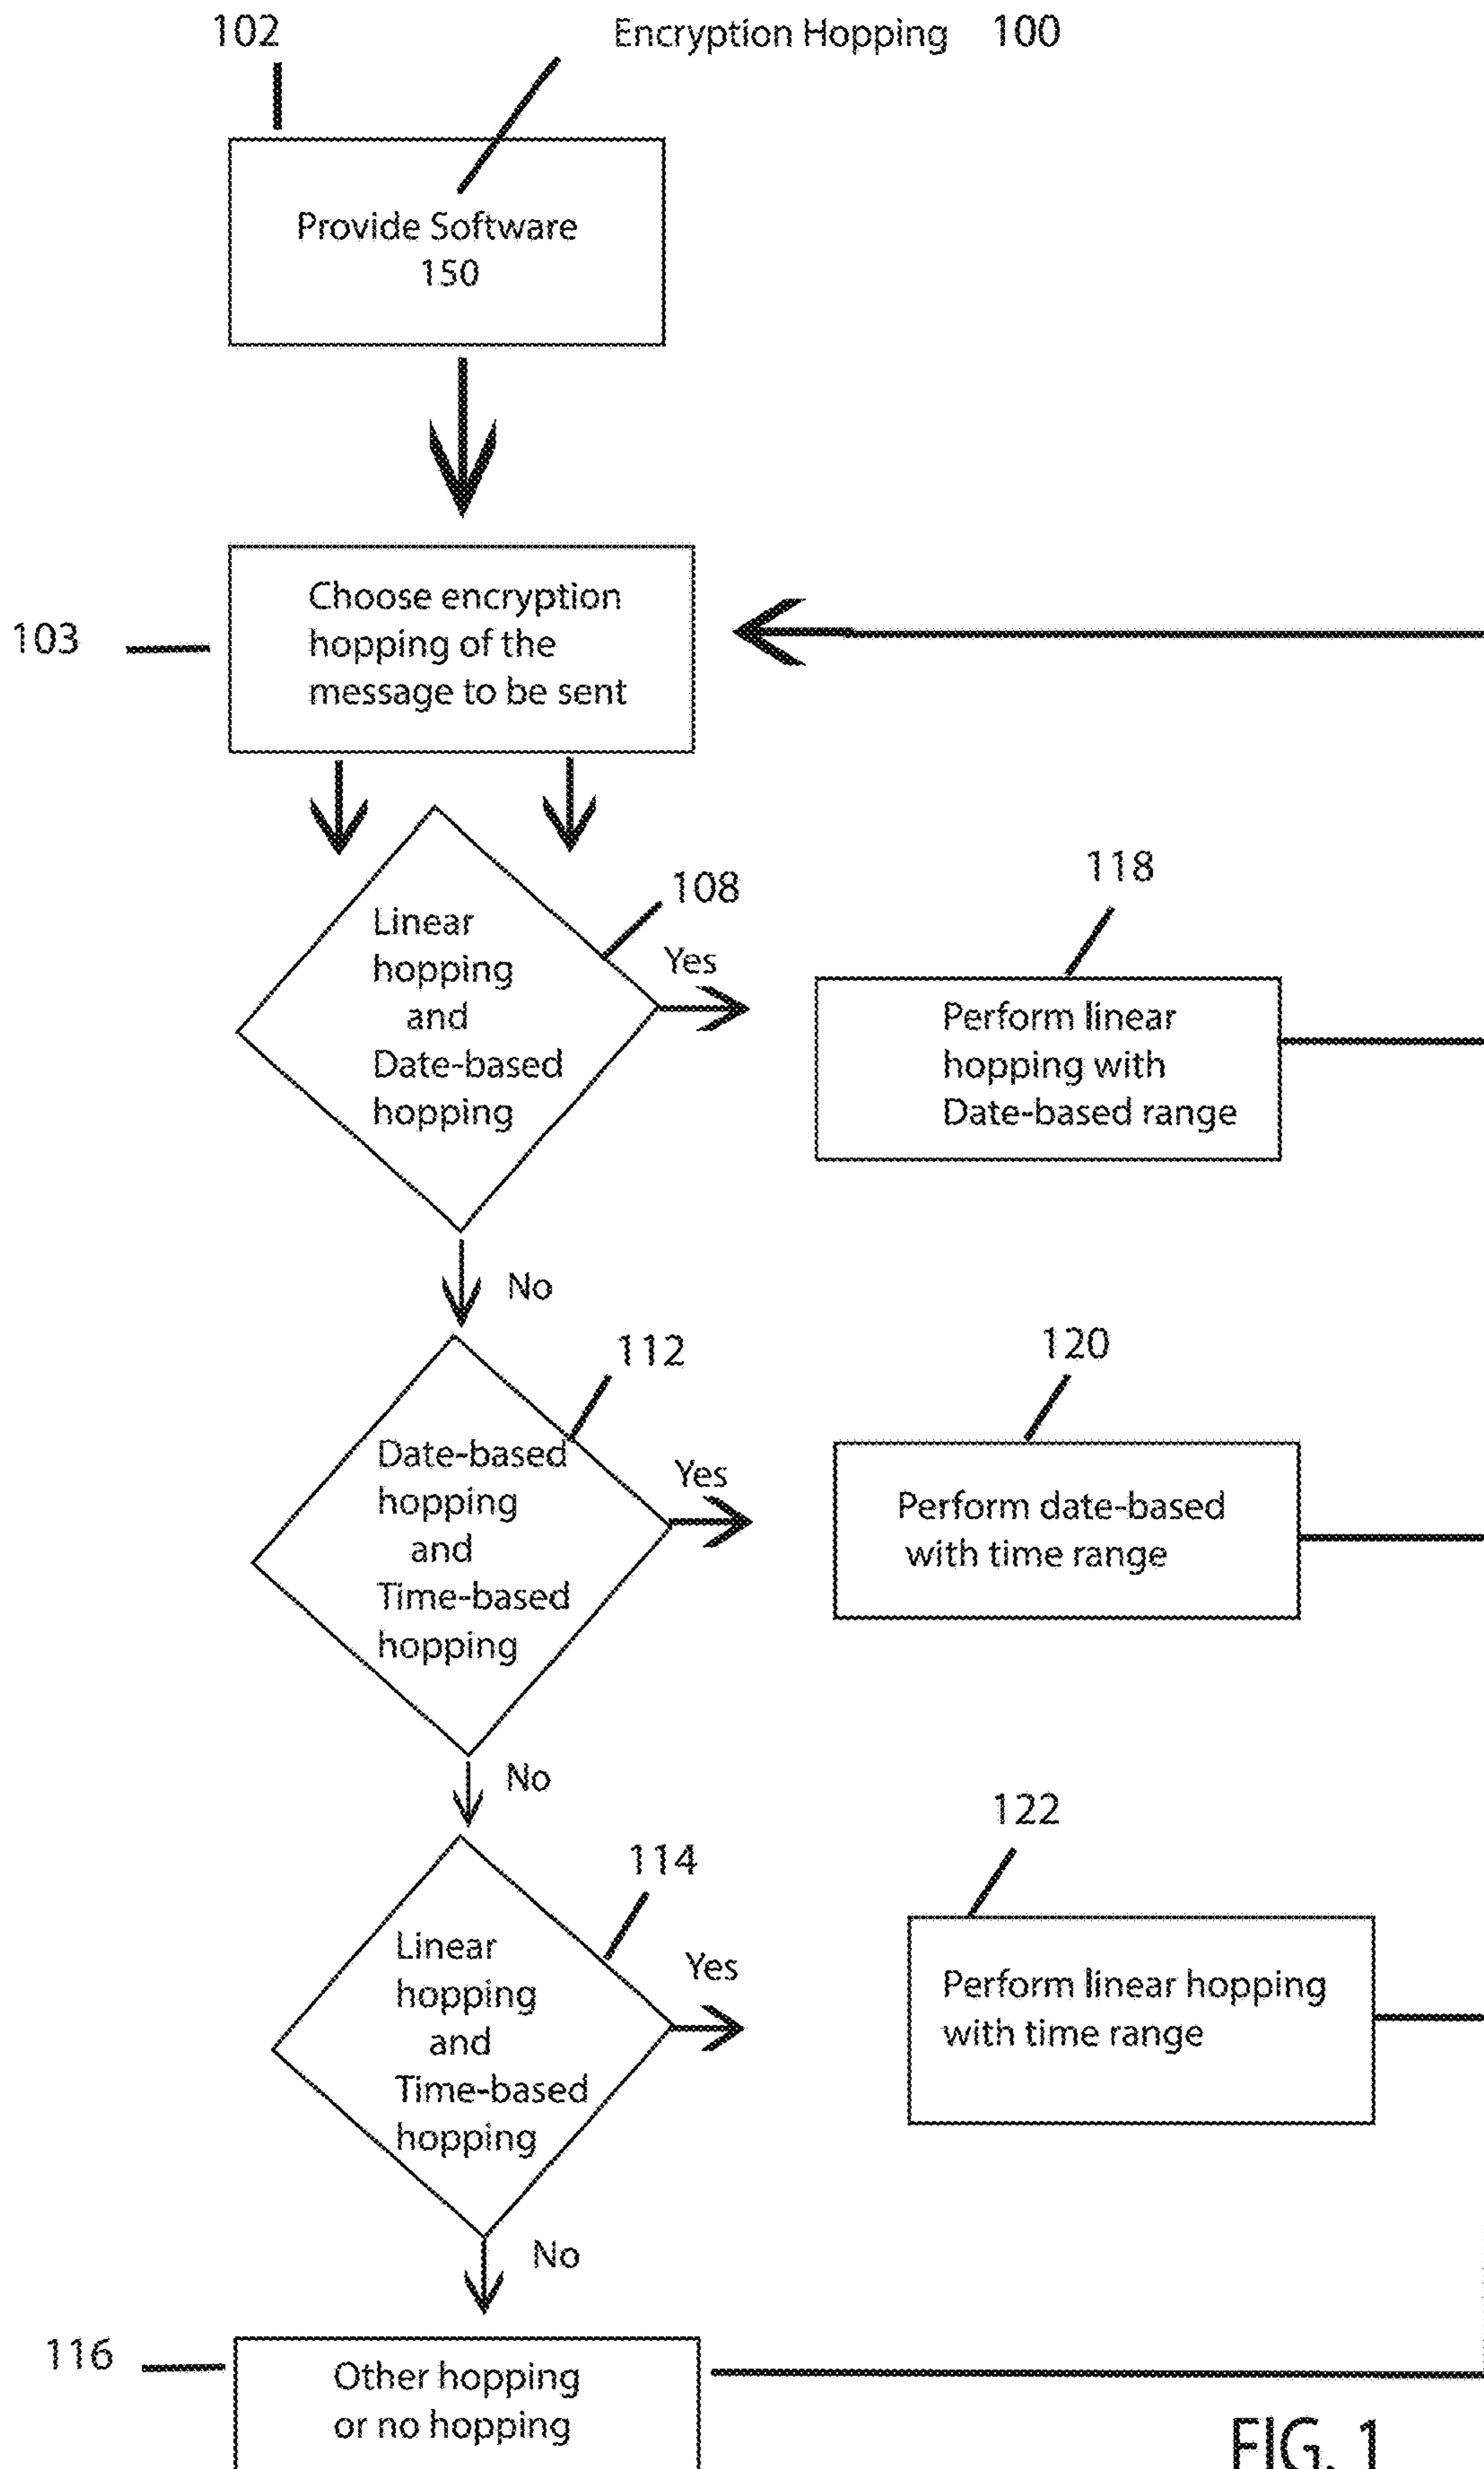 102
Encryption Hopping 100
Provide Software
150
Choose encryption
hopping of the
message to be sent
103
108
Linear
hopping
and
Date-based
hopping
Yes
118
Perform linear
hopping with
Date-based range
No
112
Date-based
hopping
and
Time-based
hopping
Yes
120
Perform date-based
with time range
No
114
Linear
hopping
and
Time-based
hopping
Yes
122
Perform linear hopping
with time range
No
116
Other hopping
or no hopping
FIG. 1